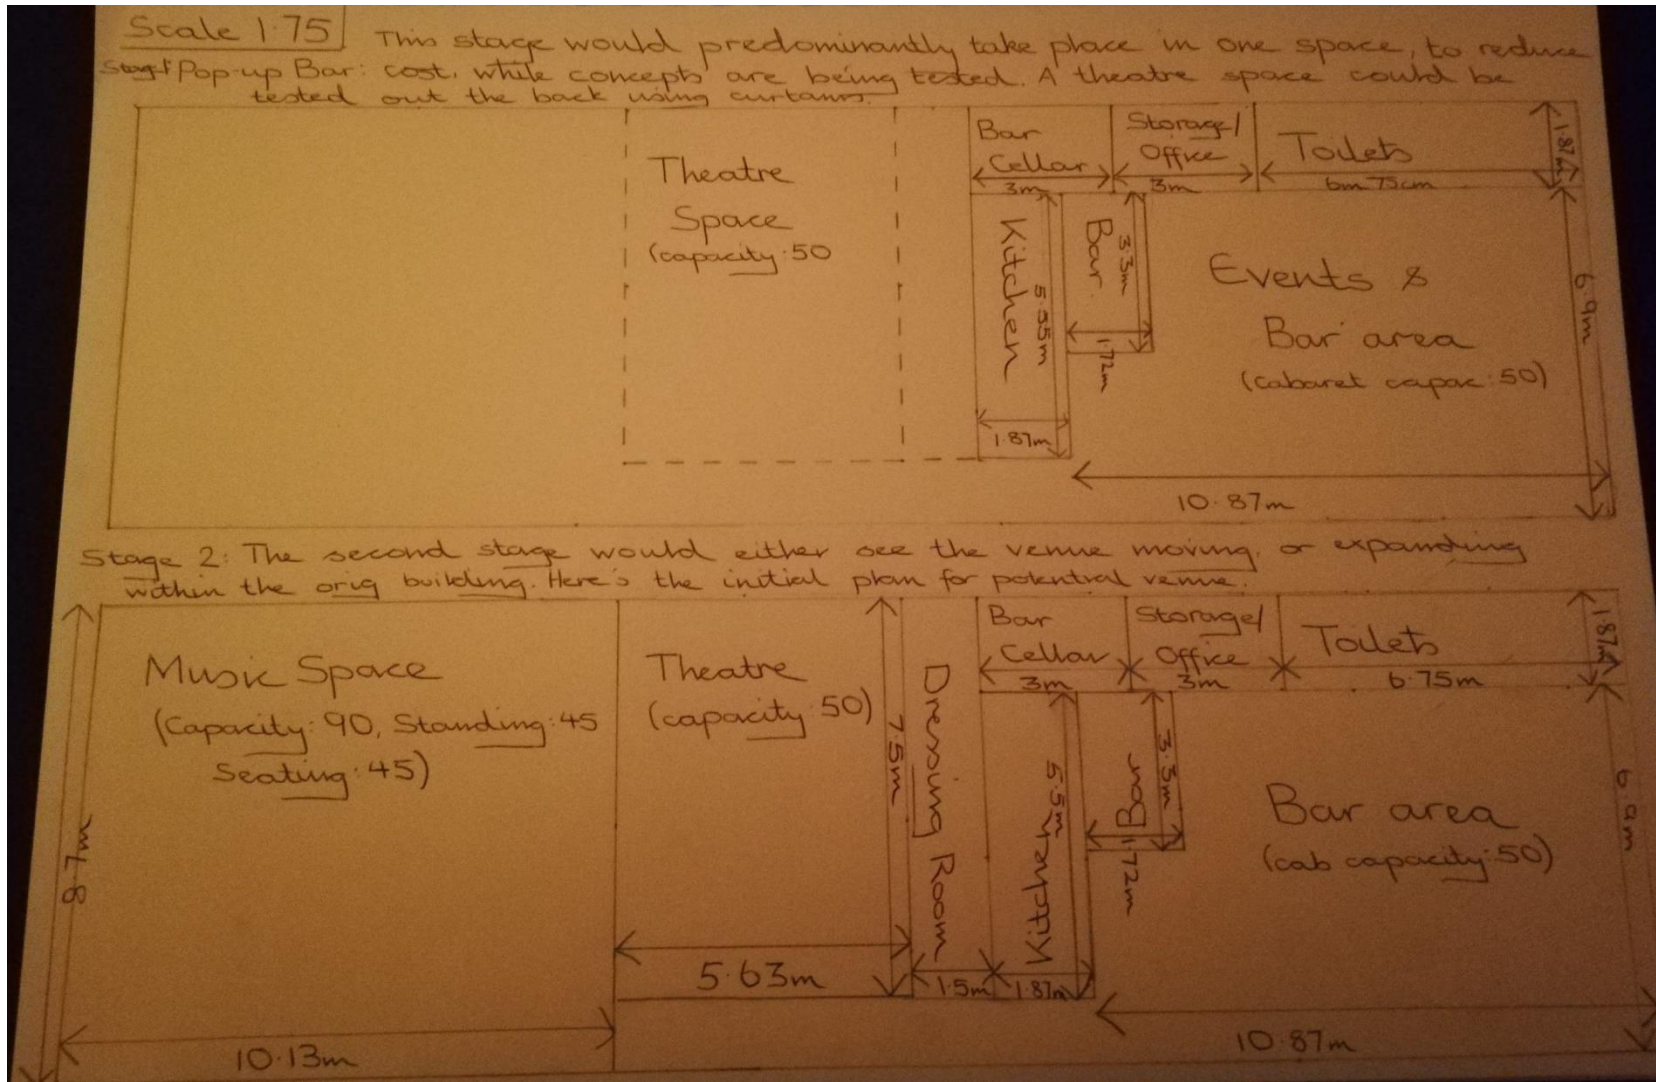 Scale 1.75
This stage would predominantly take place in one space, to reduce
Stage 1 Pop-up Bar: cost, while concepts are being tested. A theatre space could be
tested out the back using curtains.
Theatre
Space
(capacity: 50
Bar
Cellar
3m
Storage/
Office
3m
Toilets
6m 75cm
1.87m
Kitchen
5.55m
1.87m
Bar
3.3m
1.72m
Events &
Bar area
(cabaret capac: 50)
6.9m
10.87m
Stage 2: The second stage would either see the venue moving, or expanding
within the orig building. Here's the initial plan for potential venue.
Music Space
(Capacity: 90, Standing: 45
Seating: 45)
8.7m
10.13m
Theatre
(capacity 50)
7.5m
5.63m
Dressing Room
1.5m
Bar
Cellar
3m
Storage/
Office
3m
Toilets
6.75m
1.87m
Kitchen
5.5m
1.87m
Bar
3.3m
1.72m
Bar area
(cab capacity: 50)
6.9m
10.87m